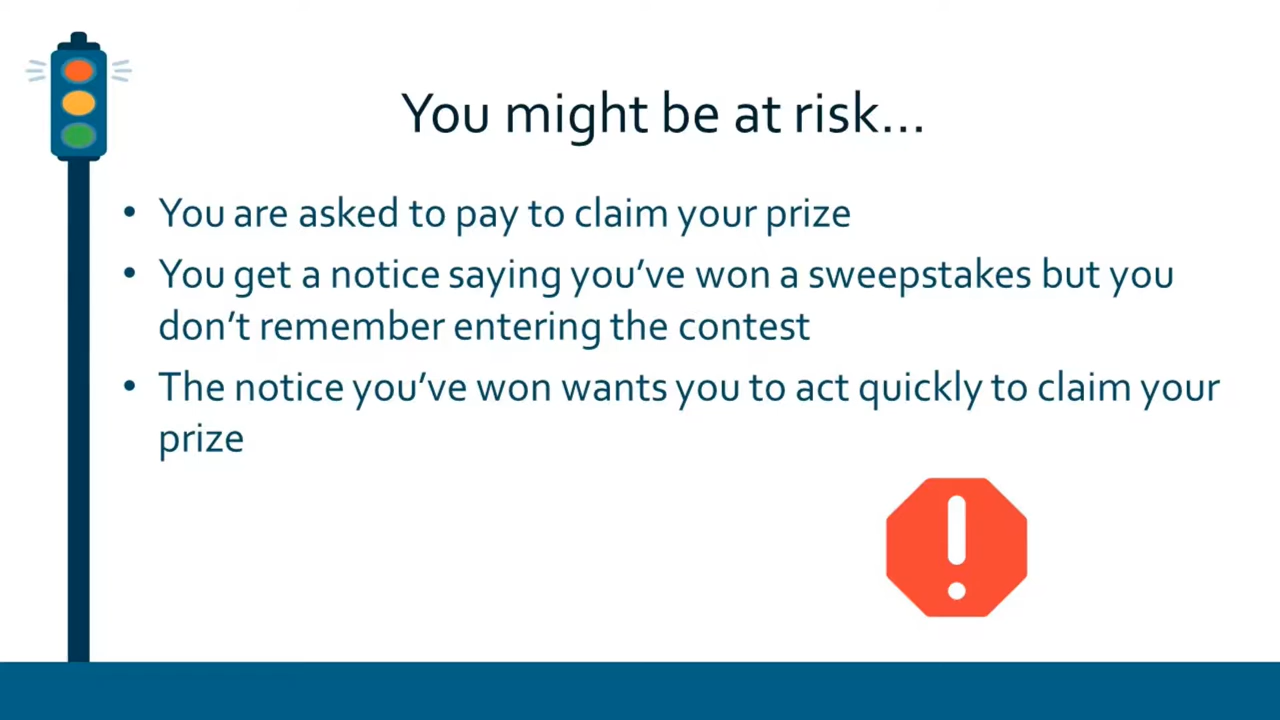 You might be at risk...
• You are asked to pay to claim your prize
• You get a notice saying you’ve won a sweepstakes but you
don’t remember entering the contest
• The notice you’ve won wants you to act quickly to claim your
prize